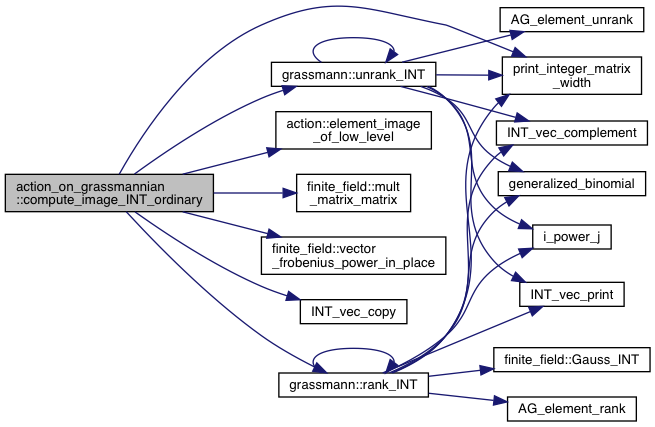 action_on_grassmannian
::compute_image_INT_ordinary
grassmann::unrank_INT
action::element_image
_of_low_level
finite_field::mult
_matrix_matrix
finite_field::vector
_frobenius_power_in_place
INT_vec_copy
grassmann::rank_INT
AG_element_unrank
print_integer_matrix
_width
INT_vec_complement
generalized_binomial
i_power_j
INT_vec_print
finite_field::Gauss_INT
AG_element_rank